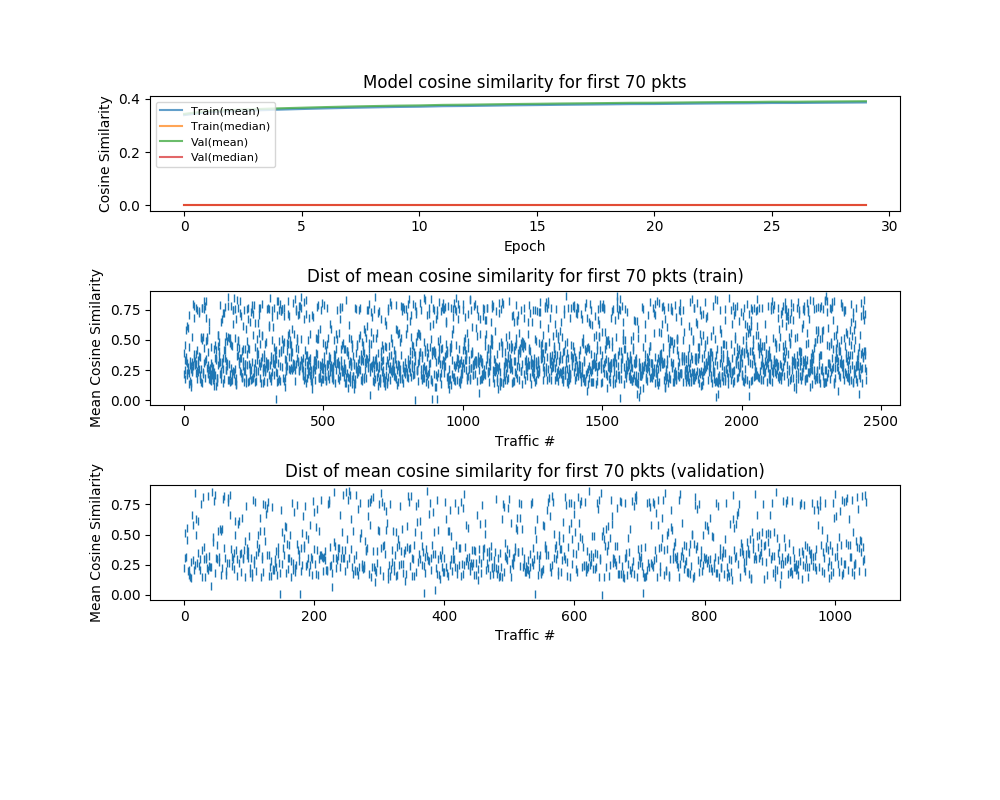 Model cosine similarity for first 70 pkts
Cosine Similarity
0.4
0.2
0.0
Train(mean)
Train(median)
Val(mean)
Val(median)
0 5 10 15 20 25 30
Epoch
Dist of mean cosine similarity for first 70 pkts (train)
Mean Cosine Similarity
0.75
0.50
0.25
0.00
0 500 1000 1500 2000 2500
Traffic #
Dist of mean cosine similarity for first 70 pkts (validation)
Mean Cosine Similarity
0.75
0.50
0.25
0.00
0 200 400 600 800 1000
Traffic #